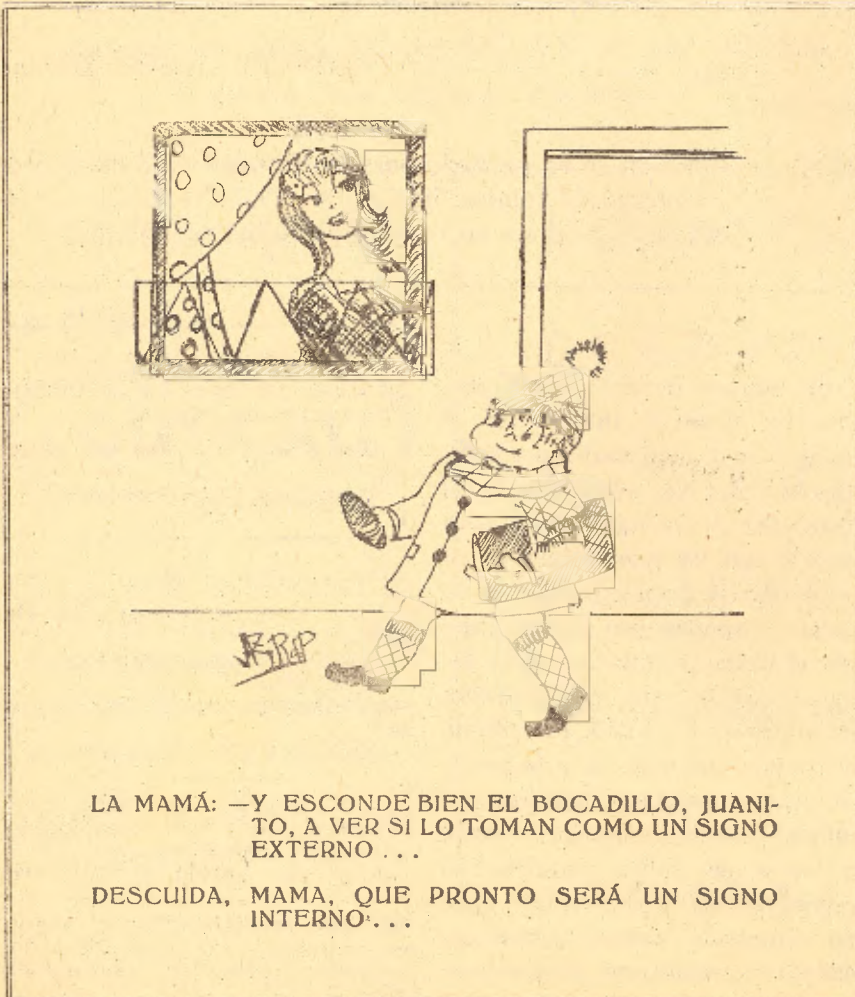 LA MAMÁ: —Y ESCONDE BIEN EL BOCADILLO, JUANI-
TO, A VER SI LO TOMAN COMO UN SIGNO
EXTERNO . . .
DESCUIDA, MAMA, QUE PRONTO SERÁ UN SIGNO
INTERNO . . .